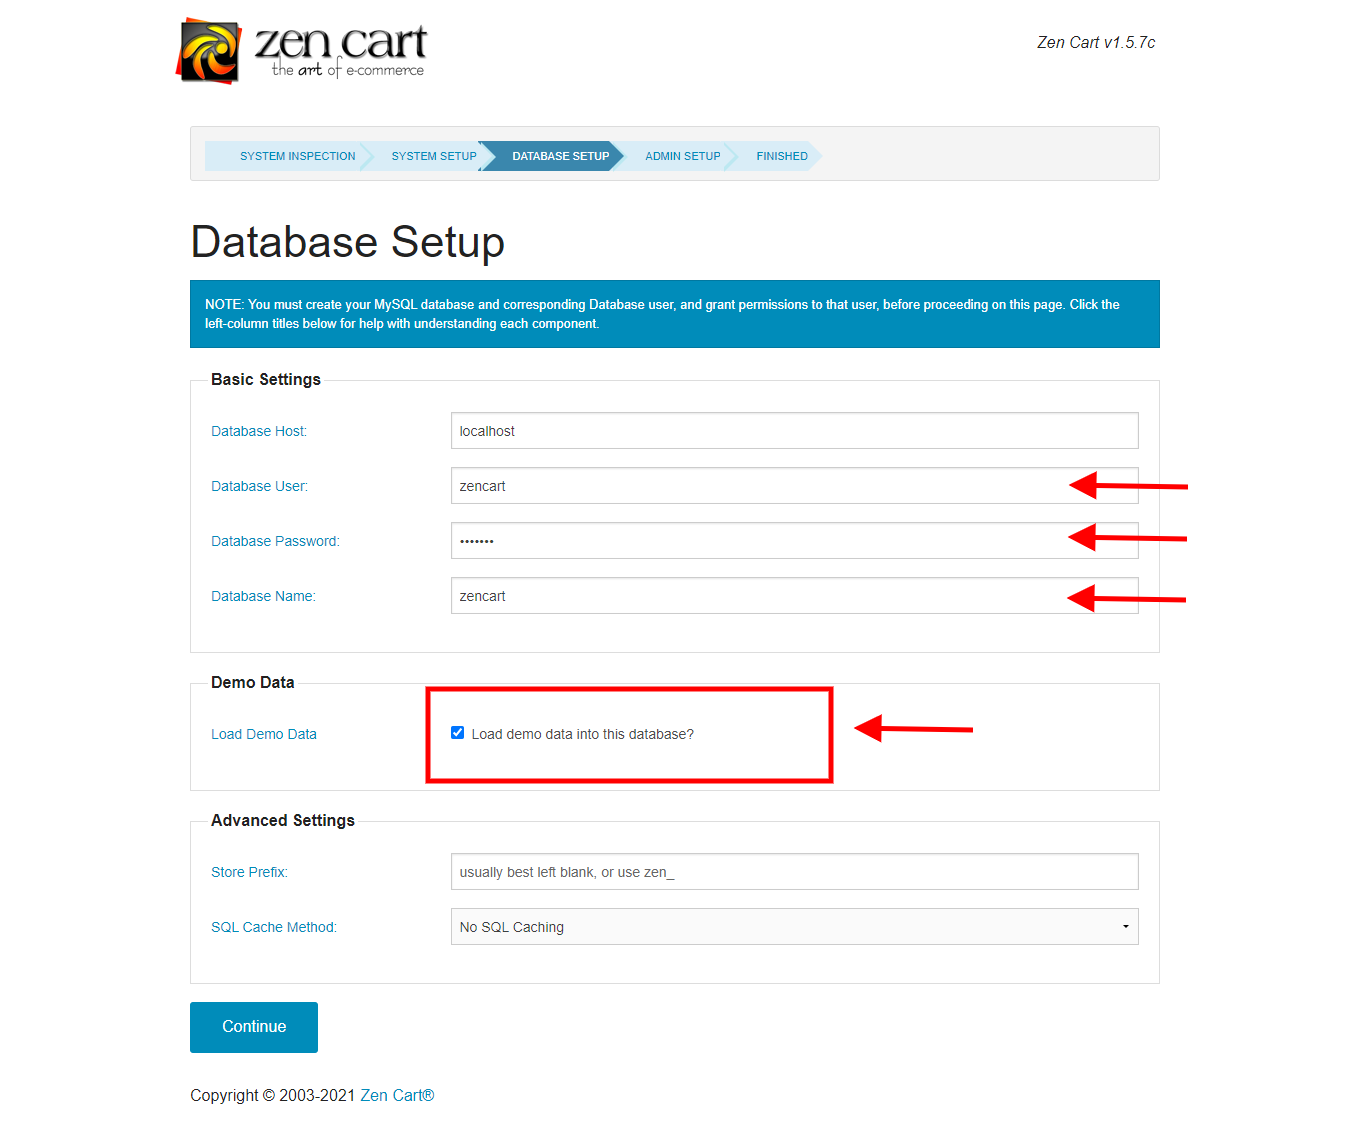 zen cart
the art of e-commerce
Zen Cart v1.5.7c
SYSTEM INSPECTION
SYSTEM SETUP
DATABASE SETUP
ADMIN SETUP
FINISHED
Database Setup
NOTE: You must create your MySQL database and corresponding Database user, and grant permissions to that user, before proceeding on this page. Click the
left-column titles below for help with understanding each component.
Basic Settings
Database Host:
localhost
Database User:
zencart
Database Password:
•••••••
Database Name:
zencart
Demo Data
Load Demo Data
Load demo data into this database?
Advanced Settings
Store Prefix:
usually best left blank, or use zen_
SQL Cache Method:
No SQL Caching
Continue
Copyright © 2003-2021 Zen Cart®